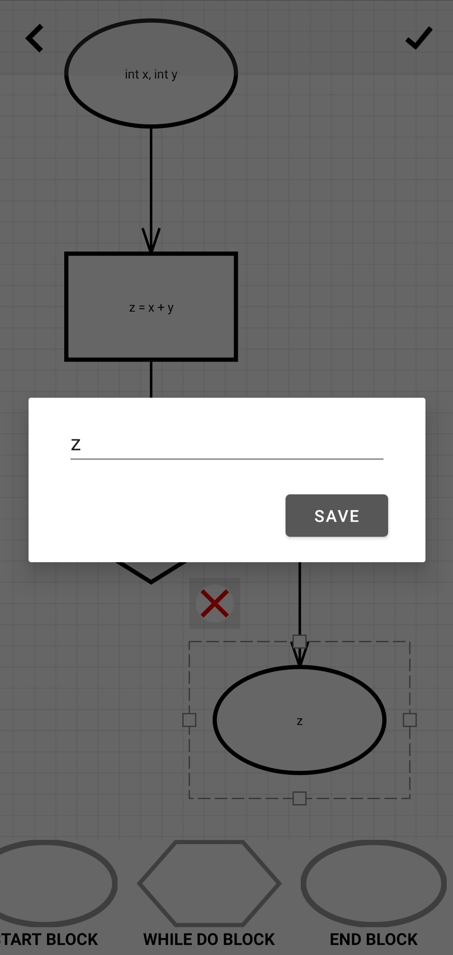 int x, int y
z = x + y
z
SAVE
z
TART BLOCK
WHILE DO BLOCK
END BLOCK